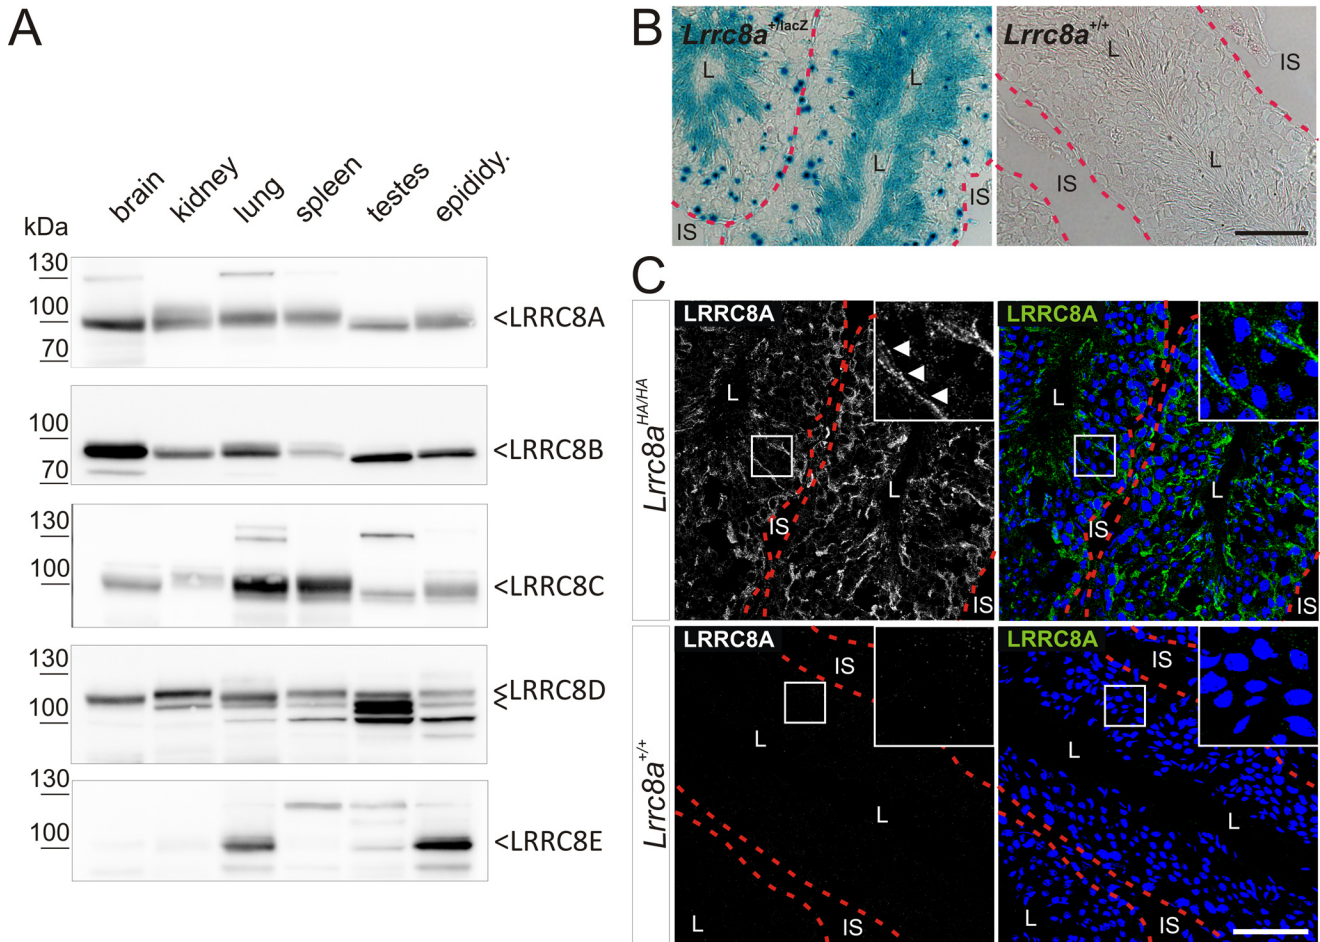 A
brain kidney lung spleen testes epididy.
kDa
130
100
70
<LRRC8A
100
70
<LRRC8B
130
100
<LRRC8C
130
100
<LRRC8D
<
130
100
<LRRC8E
B
Lrrc8a+/lacZ
L
L
L
IS
IS
Lrrc8a+/+
L
IS
IS
L
C
Lrrc8aHA/HA
LRRC8A
L
L
IS
IS
LRRC8A
L
L
IS
IS
Lrrc8a+/+
LRRC8A
IS
L
L
L
IS
LRRC8A
IS
L
L
L
IS